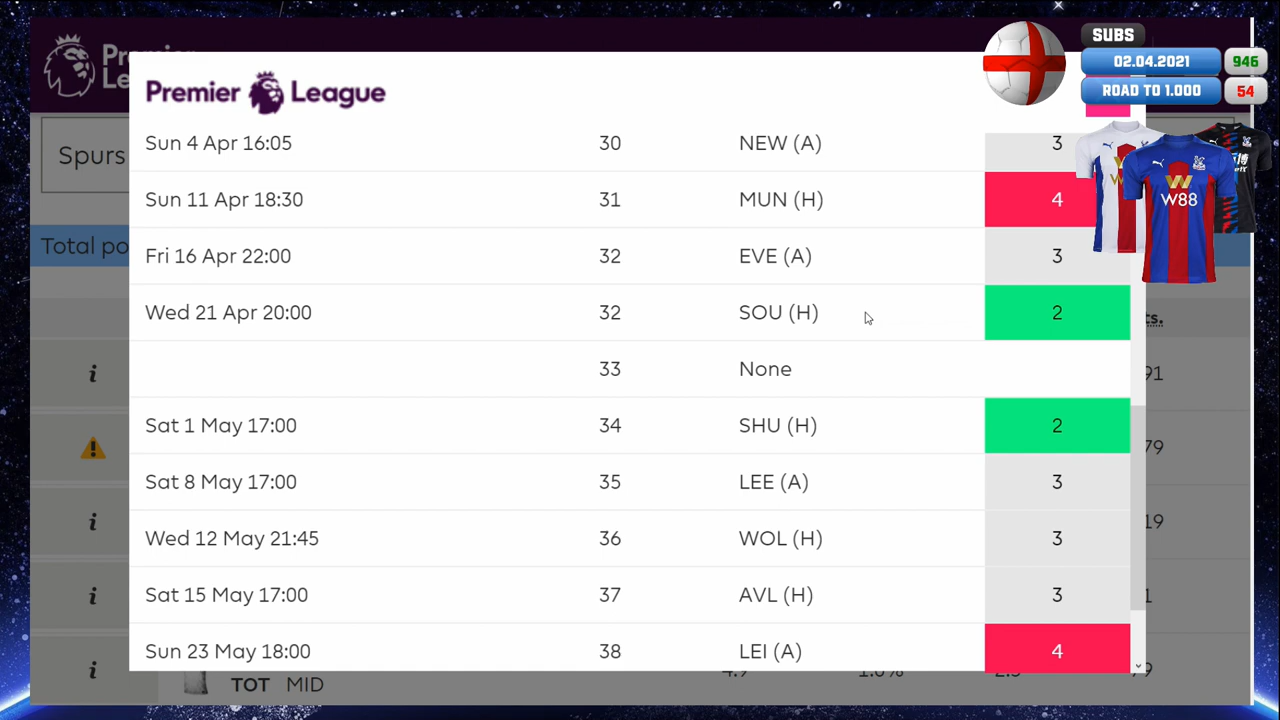 SUBS
02.04.2021 946
ROAD TO 1.000 54
Premier League
Spurs
Total po
Sun 4 Apr 16:05 30 NEW (A) 3
Sun 11 Apr 18:30 31 MUN (H) 4
Fri 16 Apr 22:00 32 EVE (A) 3
Wed 21 Apr 20:00 32 SOU (H) 2
33 None
Sat 1 May 17:00 34 SHU (H) 2
Sat 8 May 17:00 35 LEE (A) 3
Wed 12 May 21:45 36 WOL (H) 3
Sat 15 May 17:00 37 AVL (H) 3
Sun 23 May 18:00 38 LEI (A) 4
TOT MID
W88